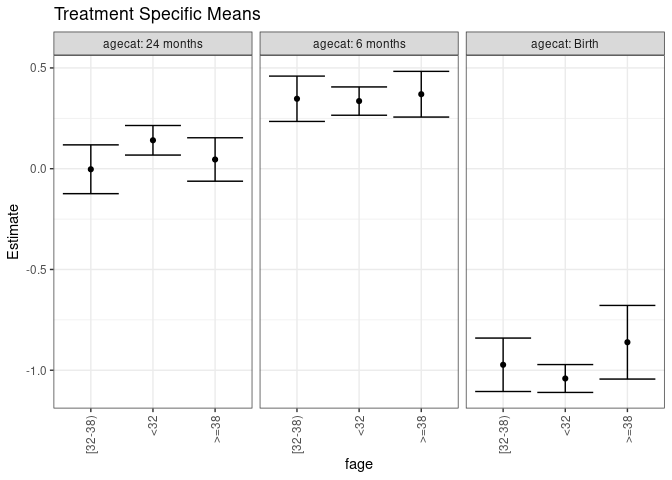 Treatment Specific Means
agecat: 24 months
agecat: 6 months
agecat: Birth
Estimate
0.5
0.0
-0.5
-1.0
[32-38)
<32
>=38
[32-38)
<32
>=38
[32-38)
<32
>=38
fage